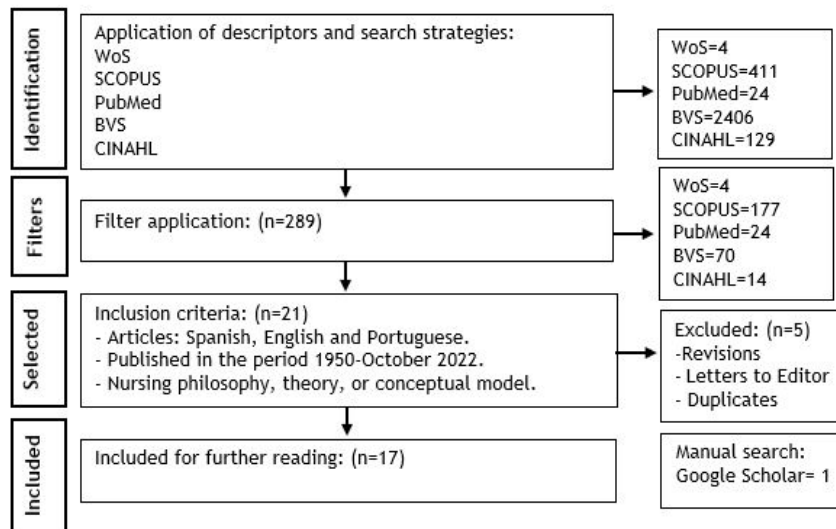 Identification
Application of descriptors and search strategies:
WoS
SCOPUS
PubMed
BVS
CINAHL
WoS=4
SCOPUS=411
PubMed=24
BVS=2406
CINAHL=129
Filters
Filter application: (n=289)
WoS=4
SCOPUS=177
PubMed=24
BVS=70
CINAHL=14
Selected
Inclusion criteria: (n=21)
- Articles: Spanish, English and Portuguese.
- Published in the period 1950-October 2022.
- Nursing philosophy, theory, or conceptual model.
Excluded: (n=5)
-Revisions
- Letters to Editor
- Duplicates
Included
Included for further reading: (n=17)
Manual search:
Google Scholar= 1